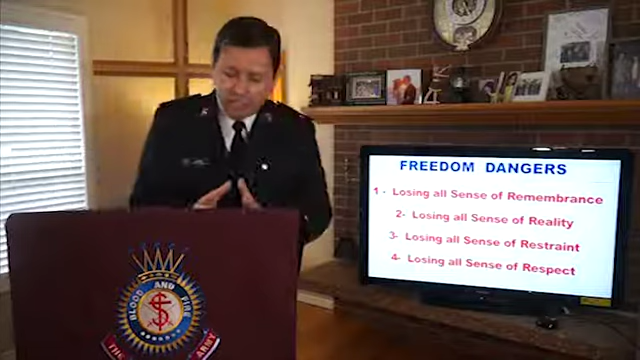 FREEDOM DANGERS
1 - Losing all Sense of Remembrance
2- Losing all Sense of Reality
3- Losing all Sense of Restraint
4- Losing all Sense of Respect
BLOOD AND FIRE
ARMY